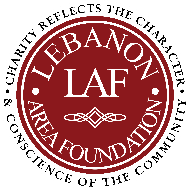 CHARITY REFLECTS THE CHARACTER
& CONSCIENCE OF THE COMMUNITY
LEBANON
LAF
AREA FOUNDATION